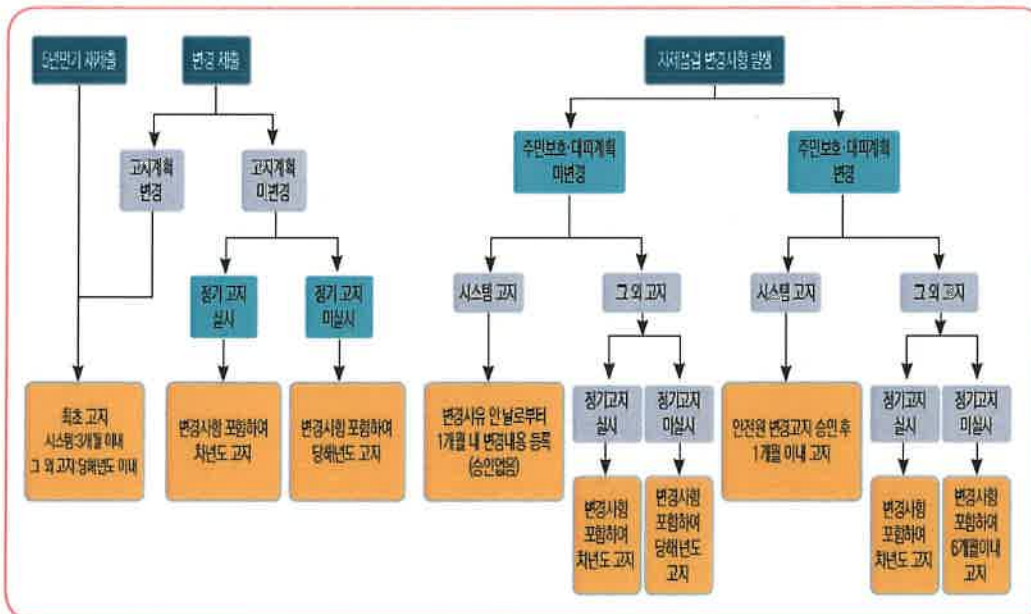 5년만기 재제출
변경 제출
자체점검 변경사항 발생
고지계획
변경
고지계획
미변경
주민보호·대피계획
미변경
주민보호·대피계획
변경
정기 고지
실시
정기 고지
미실시
시스템 고지
그 외 고지
시스템 고지
그 외 고지
최초 고지
시스템:3개월 이내
그 외 고지:당해년도 이내
변경사항 포함하여
차년도 고지
변경사항 포함하여
당해년도 고지
변경사유 안 날로부터
1개월 내 변경내용 등록
(승인없음)
정기고지
실시
정기고지
미실시
안전원 변경고지 승인 후
1개월 이내 고지
정기고지
실시
정기고지
미실시
변경사항
포함하여
차년도 고지
변경사항
포함하여
당해년도
고지
변경사항
포함하여
차년도 고지
변경사항
포함하여
6개월이내
고지